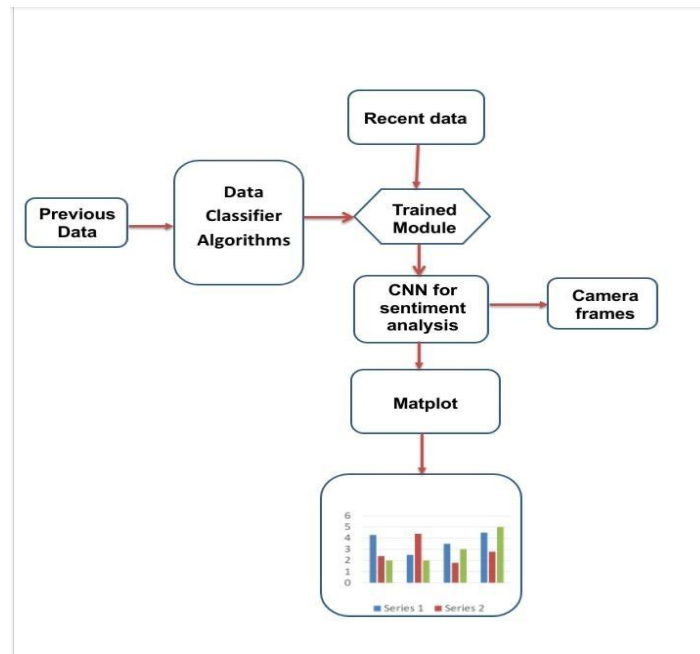 Recent data
Previous
Data
Data
Classifier
Algorithms
Trained
Module
CNN for
sentiment
analysis
Camera
frames
Matplot
6
5
4
3
2
1
0
Series 1 Series 2